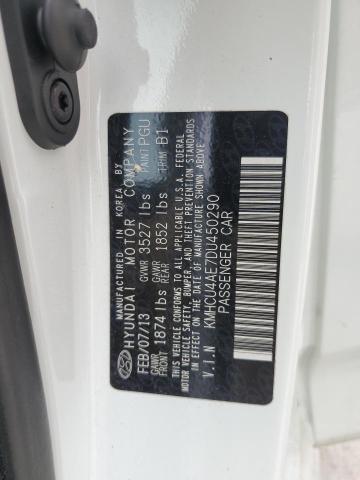 MANUFACTURED IN KOREA BY
HYUNDAI MOTOR COMPANY
FEB/07/13 GVWR 3527 lbs PAINT PGU
GAWR FRONT 1874 lbs GAWR REAR 1852 lbs TRIM B1
THIS VEHICLE CONFORMS TO ALL APPLICABLE U.S.A. FEDERAL
MOTOR VEHICLE SAFETY, BUMPER, AND THEFT PREVENTION STANDARDS
IN EFFECT ON THE DATE OF MANUFACTURE SHOWN ABOVE.
V.I.N KMHCU4AE7DU450290
PASSENGER CAR